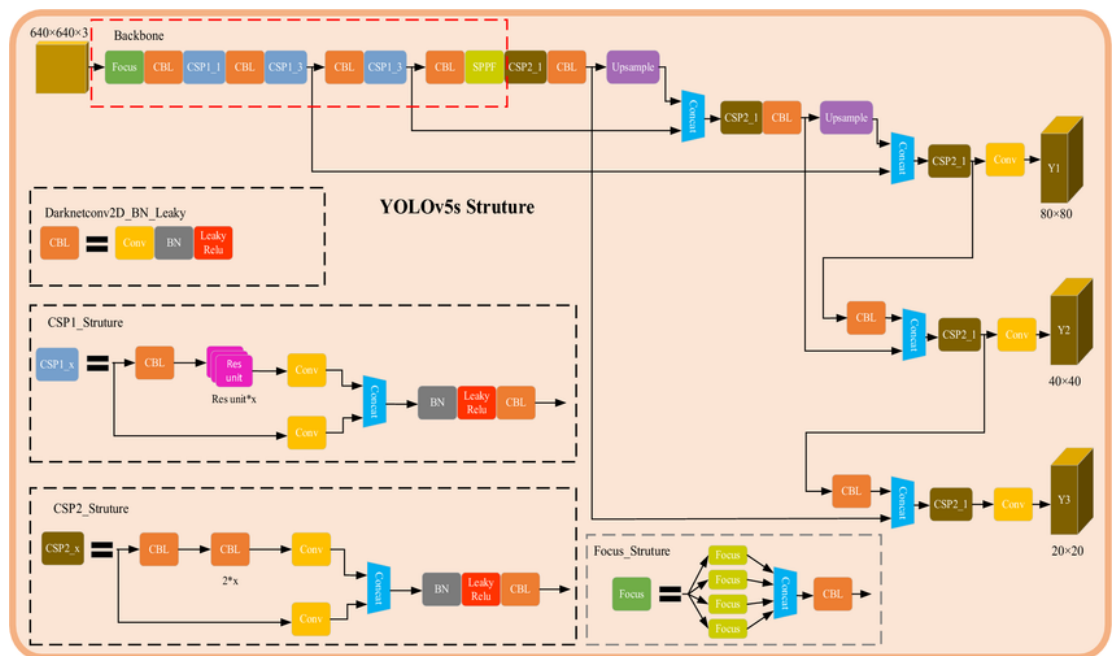 640×640×3
Backbone
Focus CBL CSP1_1 CBL CSP1_3 CBL CSP1_3 CBL SPPF CSP2_1 CBL Upsample
Concat CSP2_1 CBL Upsample
Concat CSP2_1 Conv Y1
80×80
YOLOv5s Struture
Darknetconv2D_BN_Leaky
CBL = Conv BN Leaky
Relu
CBL Concat CSP2_1 Conv Y2
40×40
CSP1_Struture
CSP1_x = CBL Res
unit Conv
Res unit*x
Concat BN Leaky
Relu CBL
Conv
CBL Concat CSP2_1 Conv Y3
20×20
CSP2_Struture
CSP2_x = CBL CBL Conv
2*x
Concat BN Leaky
Relu CBL
Conv
Focus_Struture
Focus = Focus
Focus
Focus
Focus
Concat CBL